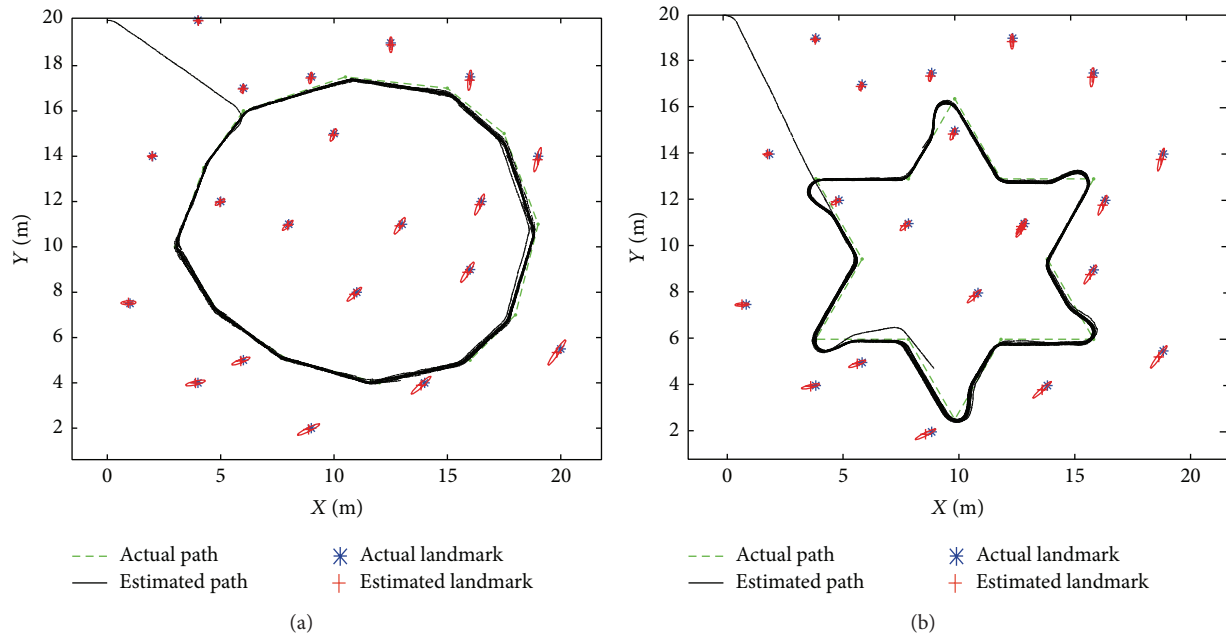 20
18
16
14
12
10
8
6
4
2
Y (m)
0
5
10
15
20
X (m)
Actual path
Estimated path
Actual landmark
Estimated landmark
(a)
20
18
16
14
12
10
8
6
4
2
Y (m)
0
5
10
15
20
X (m)
Actual path
Estimated path
Actual landmark
Estimated landmark
(b)